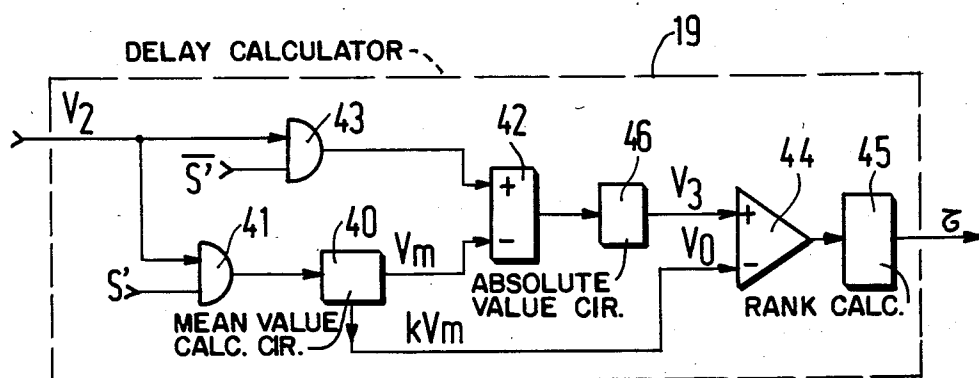 DELAY CALCULATOR
19
V2
43
S̅'̅
42
46
44
45
+
-
V3
V0
+
-
τ
41
40
S'
Vm
ABSOLUTE
VALUE CIR.
RANK CALC.
MEAN VALUE
CALC. CIR.
kVm